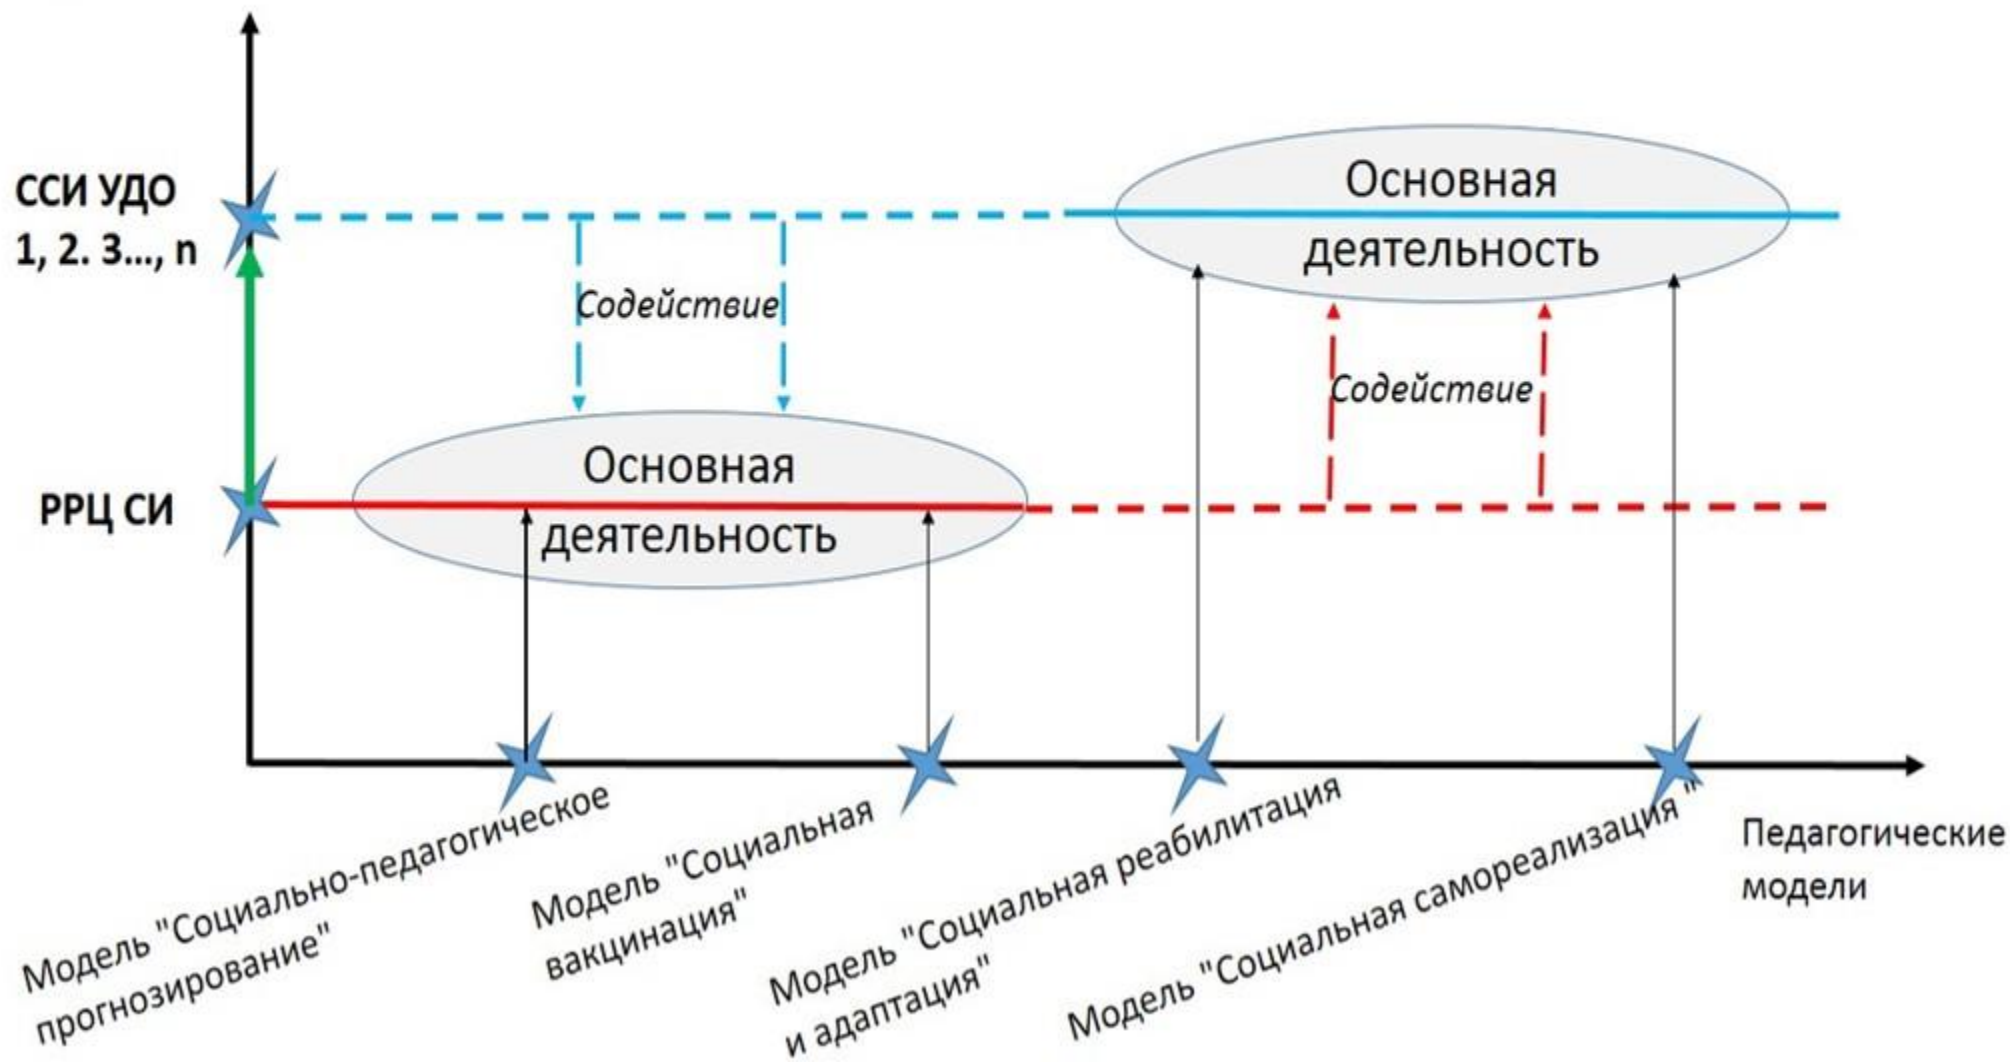 ССИ УДО
1, 2. 3..., n
Основная
деятельность
Содействие
Содействие
РРЦ СИ
Основная
деятельность
Модель "Социально-педагогическое
прогнозирование"
Модель "Социальная
вакцинация"
Модель "Социальная реабилитация
и адаптация"
Модель "Социальная самореализация "
Педагогические
модели